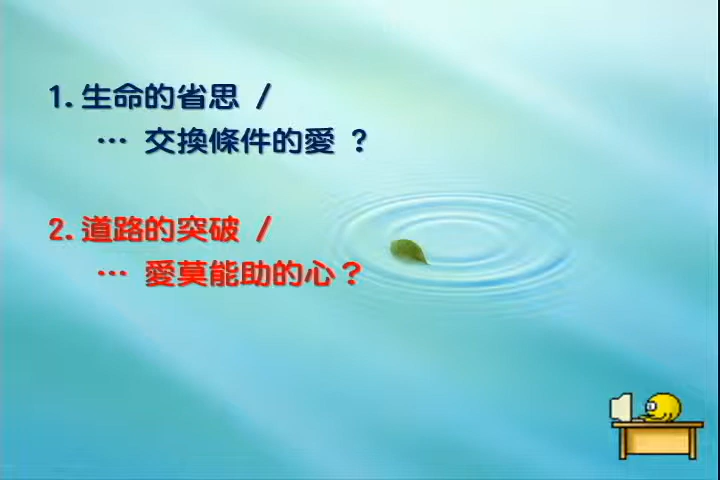 1.生命的省思 /
… 交換條件的愛 ?
2.道路的突破 /
… 愛莫能助的心？